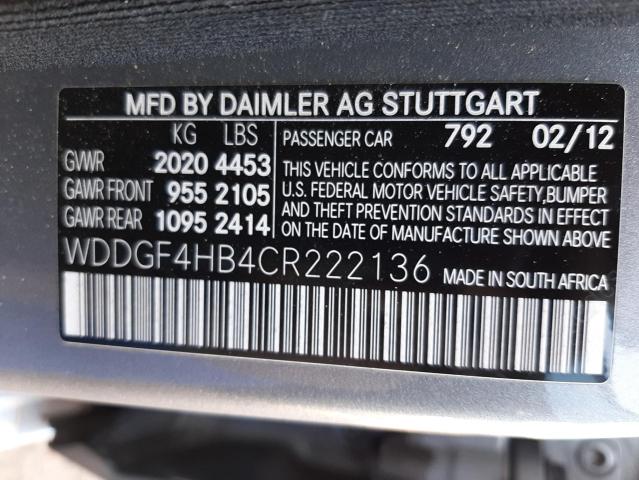 MFD BY DAIMLER AG STUTTGART
KG LBS
GVWR 2020 4453
GAWR FRONT 955 2105
GAWR REAR 1095 2414
PASSENGER CAR 792 02/12
THIS VEHICLE CONFORMS TO ALL APPLICABLE
U.S. FEDERAL MOTOR VEHICLE SAFETY,BUMPER
AND THEFT PREVENTION STANDARDS IN EFFECT
ON THE DATE OF MANUFACTURE SHOWN ABOVE.
WDDGF4HB4CR222136 MADE IN SOUTH AFRICA